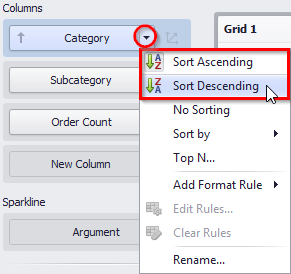 Columns
Grid 1
Category
Sort Ascending
Subcategory
Sort Descending
No Sorting
Order Count
Sort by
Top N...
New Column
Add Format Rule
Sparkline
Edit Rules...
Argument
Clear Rules
Rename...